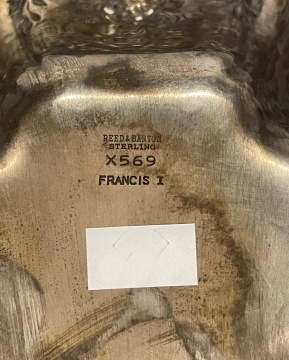 REED & BARTON
STERLING
X569
FRANCIS I